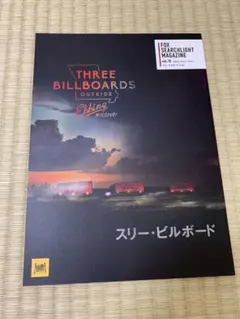 FOX
SEARCHLIGHT
MAGAZINE
THREE
BILLBOARDS
OUTSIDE
Ebbing
MISSOURI
スリー・ビルボード